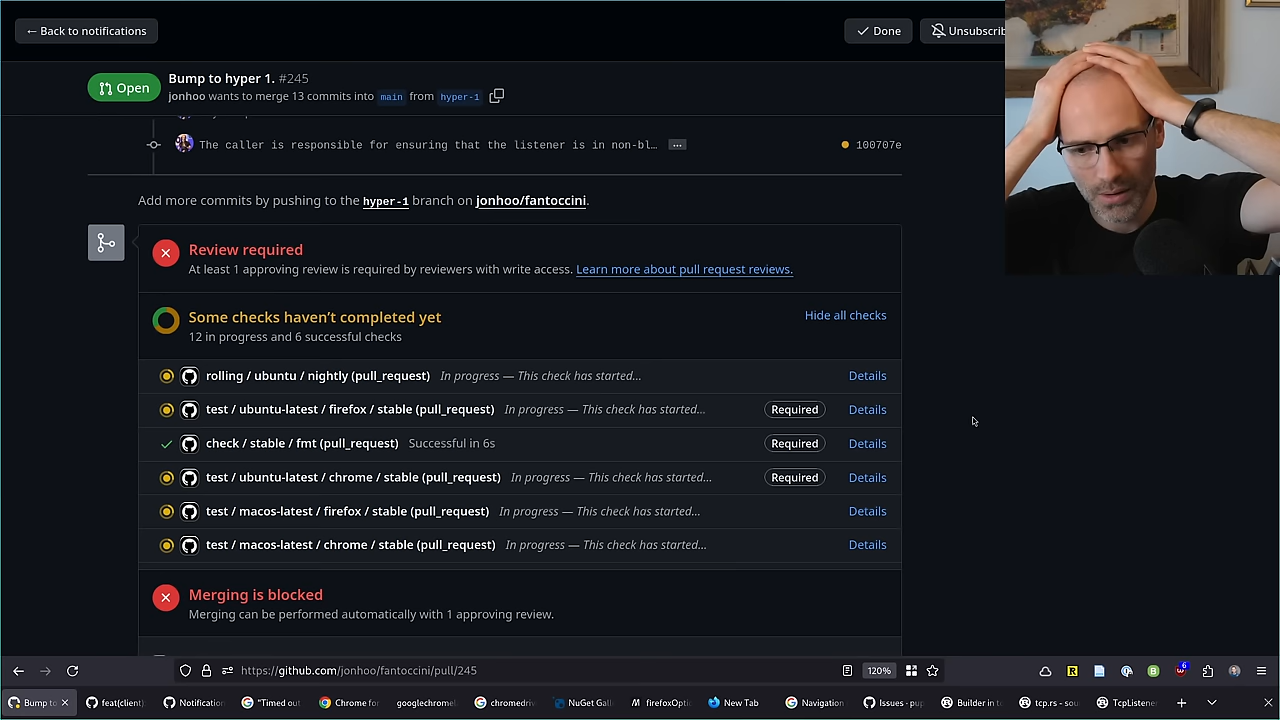 ← Back to notifications
Done
Unsubscrib
Open
Bump to hyper 1. #245
jonhoo wants to merge 13 commits into main from hyper-1
The caller is responsible for ensuring that the listener is in non-bl… ...
100707e
Add more commits by pushing to the hyper-1 branch on jonhoo/fantoccini.
Review required
At least 1 approving review is required by reviewers with write access. Learn more about pull request reviews.
Some checks haven’t completed yet
Hide all checks
12 in progress and 6 successful checks
rolling / ubuntu / nightly (pull_request) In progress — This check has started… Details
test / ubuntu-latest / firefox / stable (pull_request) In progress — This check has started… Required Details
check / stable / fmt (pull_request) Successful in 6s Required Details
test / ubuntu-latest / chrome / stable (pull_request) In progress — This check has started… Required Details
test / macos-latest / firefox / stable (pull_request) In progress — This check has started… Details
test / macos-latest / chrome / stable (pull_request) In progress — This check has started… Details
Merging is blocked
Merging can be performed automatically with 1 approving review.
https://github.com/jonhoo/fantoccini/pull/245
120%
6
Bump to
feat(client)
Notification
"Timed out
Chrome for
googlechrome
chromedri
NuGet Gall
firefoxOpti
New Tab
Navigation
Issues · pup
Builder in t
tcp.rs - sou
TcpListener